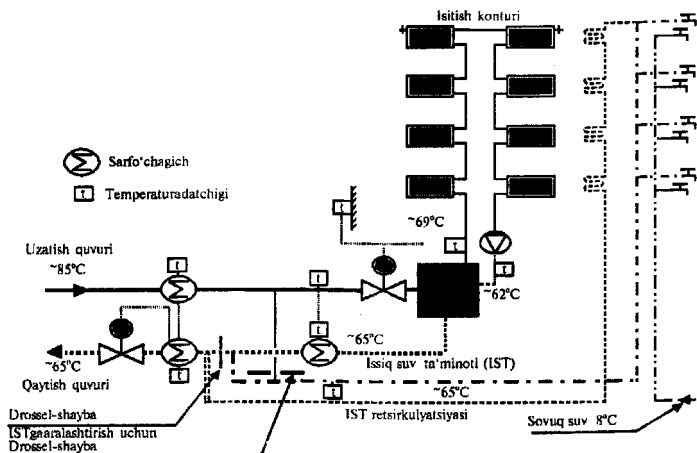 Isitish konturi
Σ Sarfo‘chagich
t Temperaturadatchigi
t
~69°C
t
Uzatish quvuri
~85°C
t
t
t
Σ
~62°C
t
~65°C
Σ
Σ
~65°C
t
Issiq suv ta‘minoti (IST)
Qaytish quvuri
t
~65°C
IST retsirkulyatsiyasi
Sovuq suv 8°C
Drossel-shayba
ISTgaaralashtirish uchun
Drossel-shayba